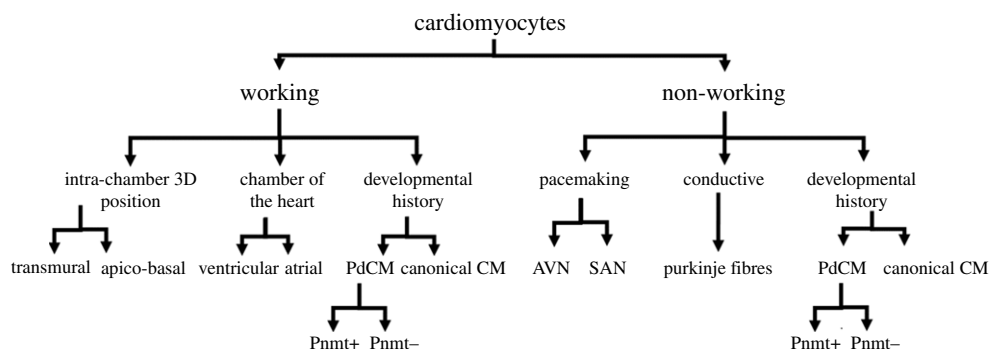 cardiomyocytes
working
non-working
intra-chamber 3D
position
chamber of
the heart
developmental
history
pacemaking
conductive
developmental
history
transmural apico-basal
ventricular atrial
PdCM canonical CM
AVN SAN
purkinje fibres
PdCM canonical CM
Pnmt+ Pnmt–
Pnmt+ Pnmt–